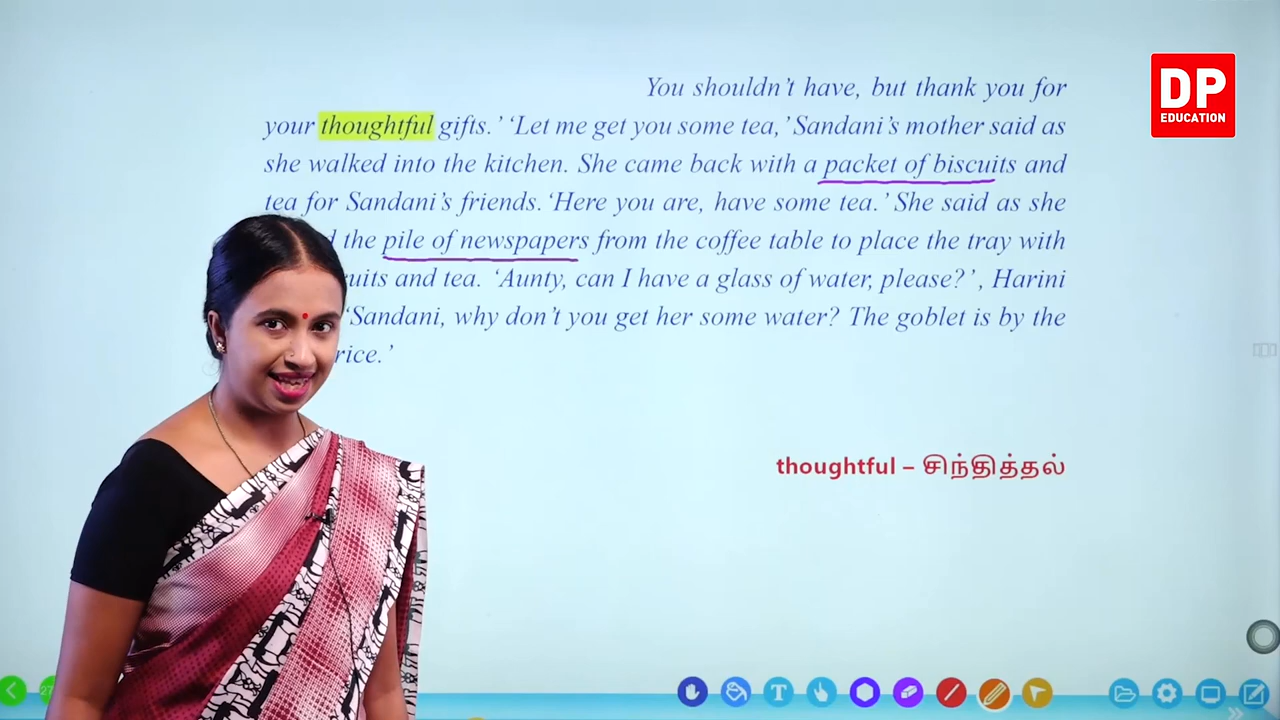 DP
EDUCATION
You shouldn't have, but thank you for
your thoughtful gifts.' 'Let me get you some tea,' Sandani's mother said as
she walked into the kitchen. She came back with a packet of biscuits and
tea for Sandani's friends. 'Here you are, have some tea.' She said as she
the pile of newspapers from the coffee table to place the tray with
and tea. 'Aunty, can I have a glass of water, please?', Harini
'Sandani, why don't you get her some water? The goblet is by the
rice.'
thoughtful – சிந்தித்தல்
27